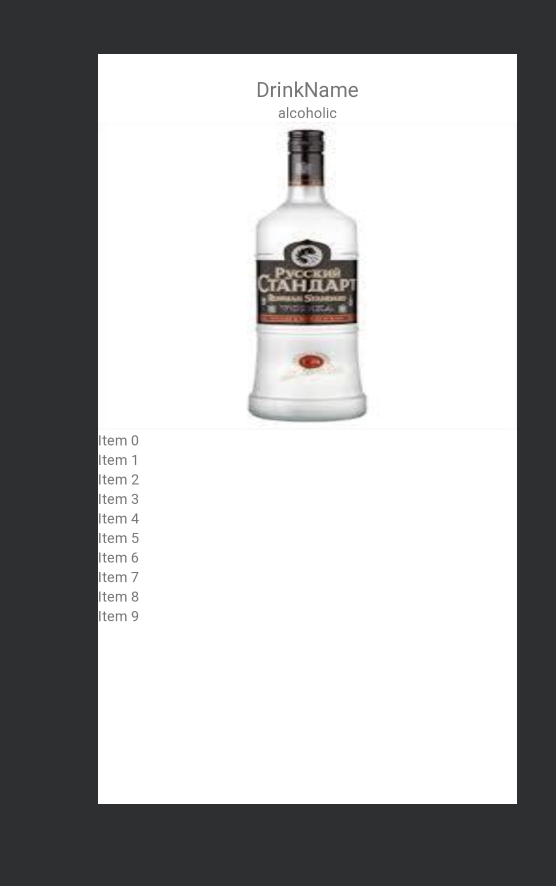 DrinkName
alcoholic
РУССКИЙ
СТАНДАРТ
RUSSIAN STANDARD
VODKA
Item 0
Item 1
Item 2
Item 3
Item 4
Item 5
Item 6
Item 7
Item 8
Item 9